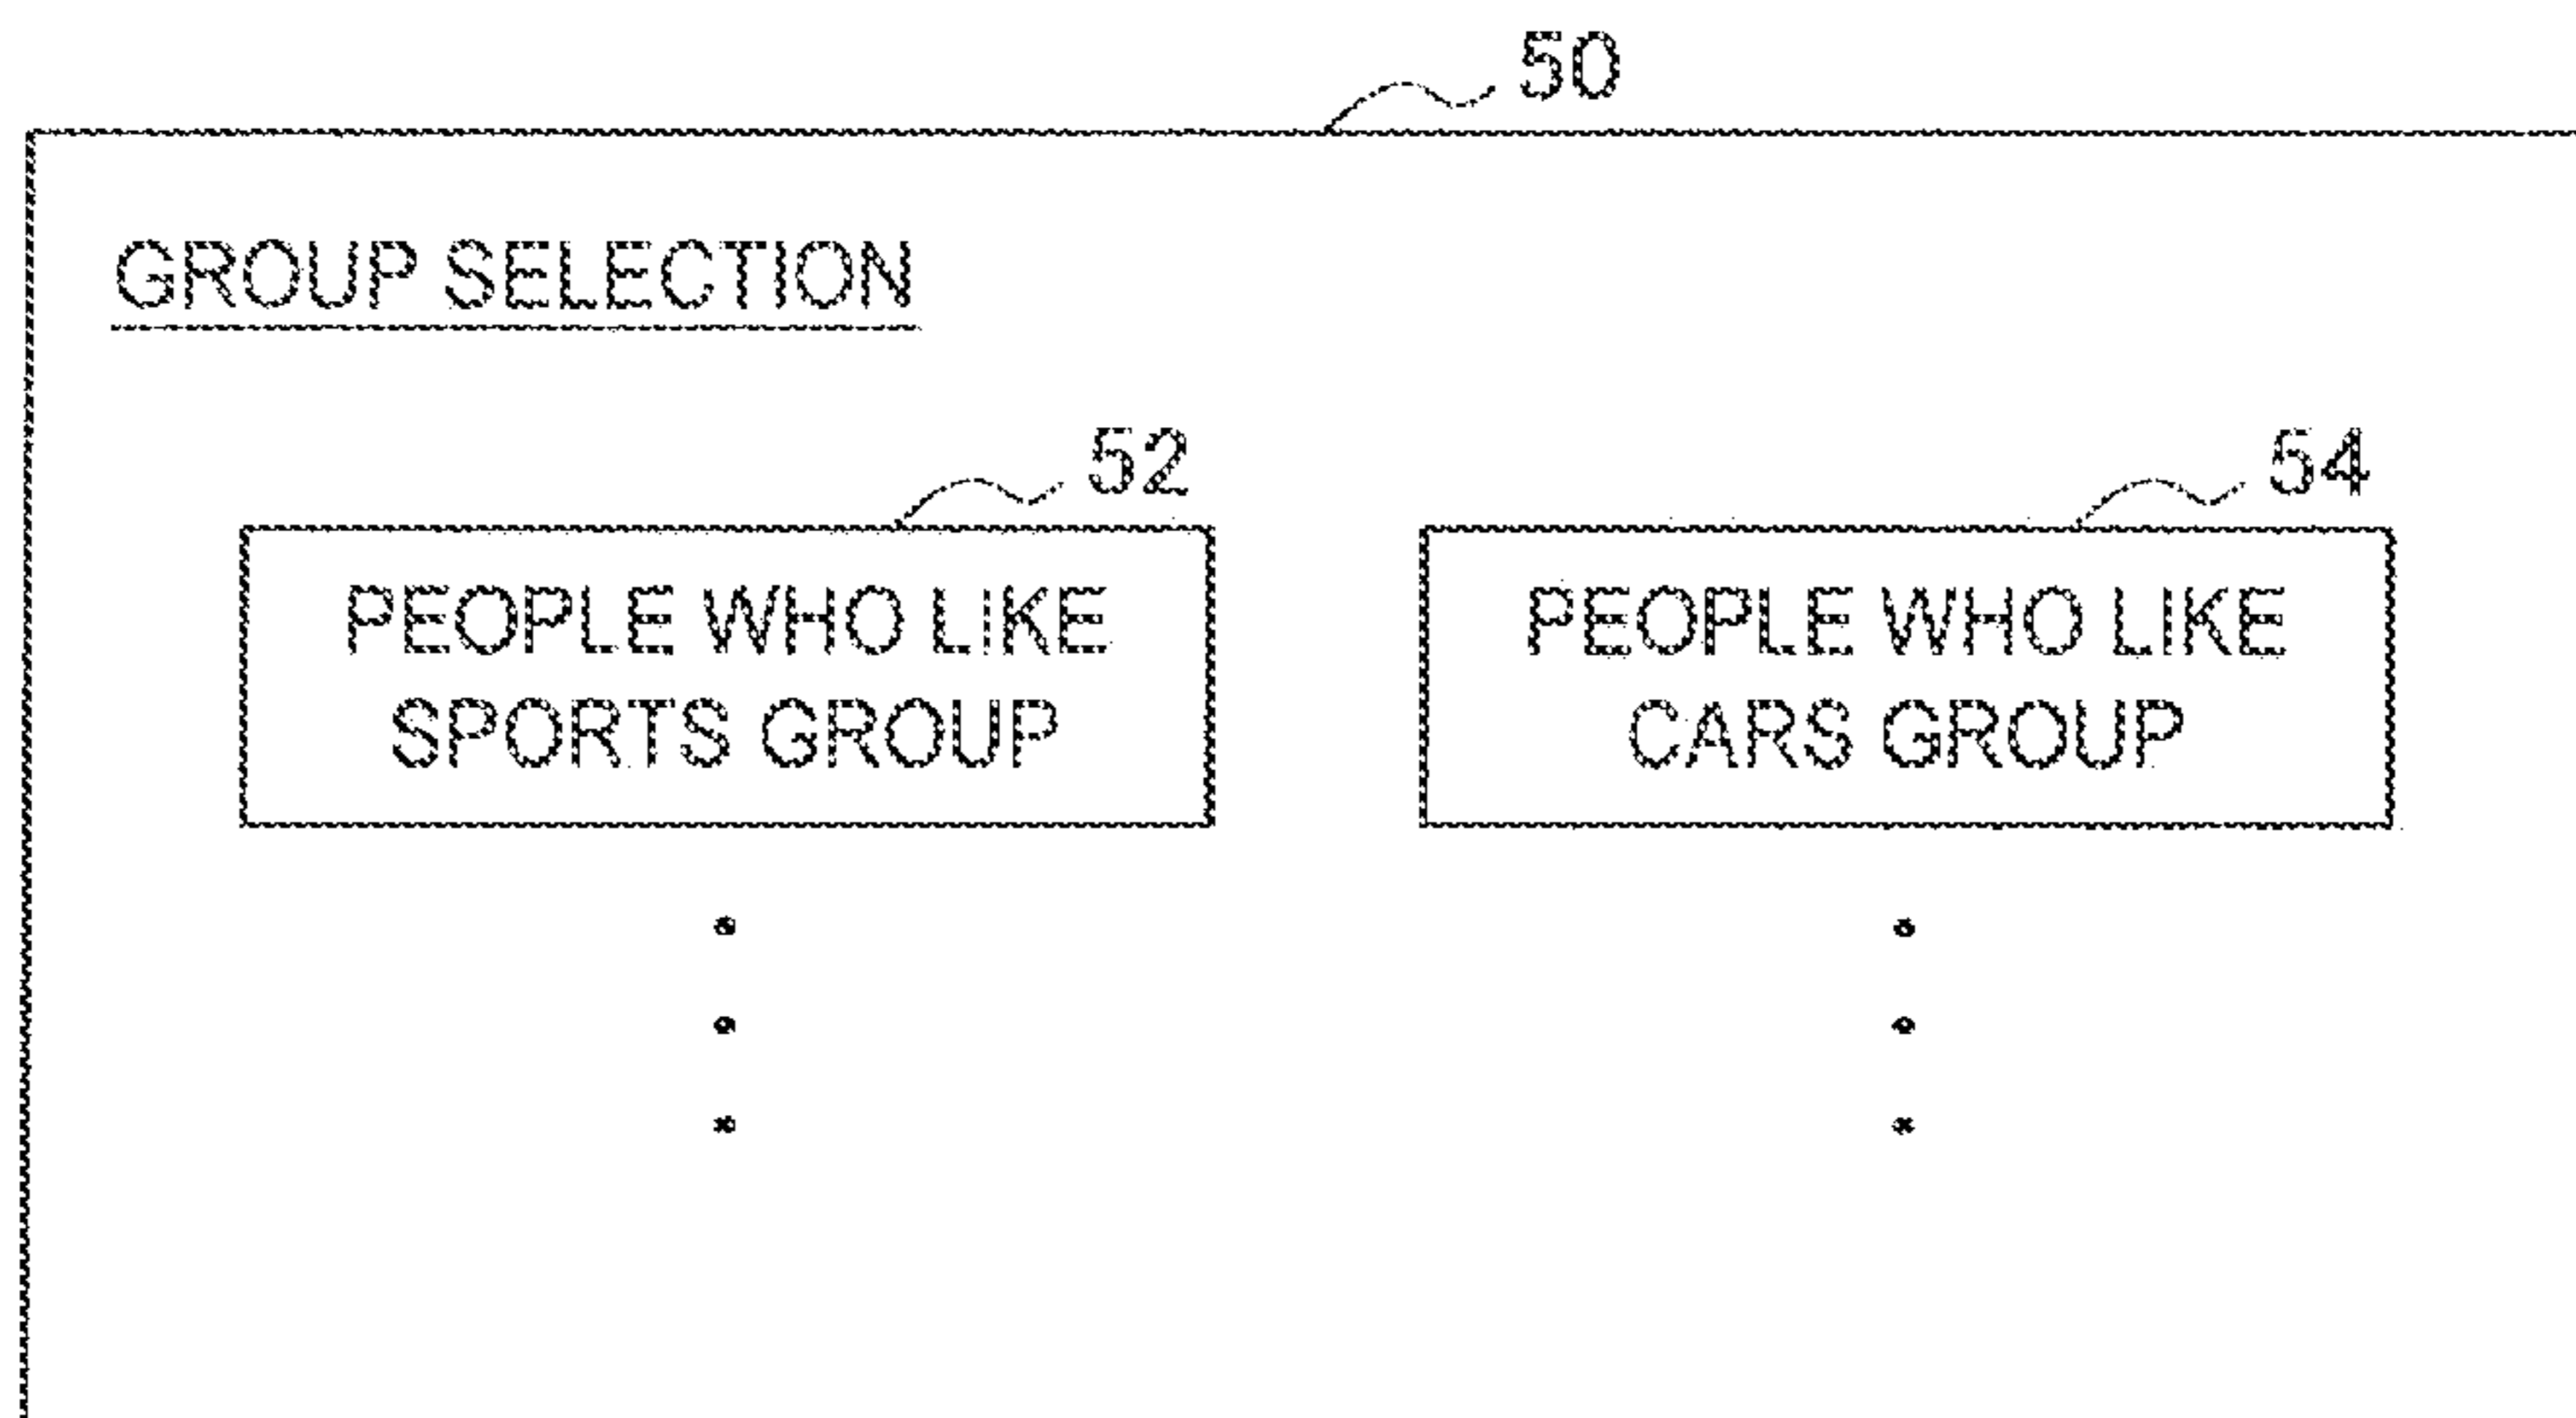 50
GROUP SELECTION
52
54
PEOPLE WHO LIKE
SPORTS GROUP
PEOPLE WHO LIKE
CARS GROUP